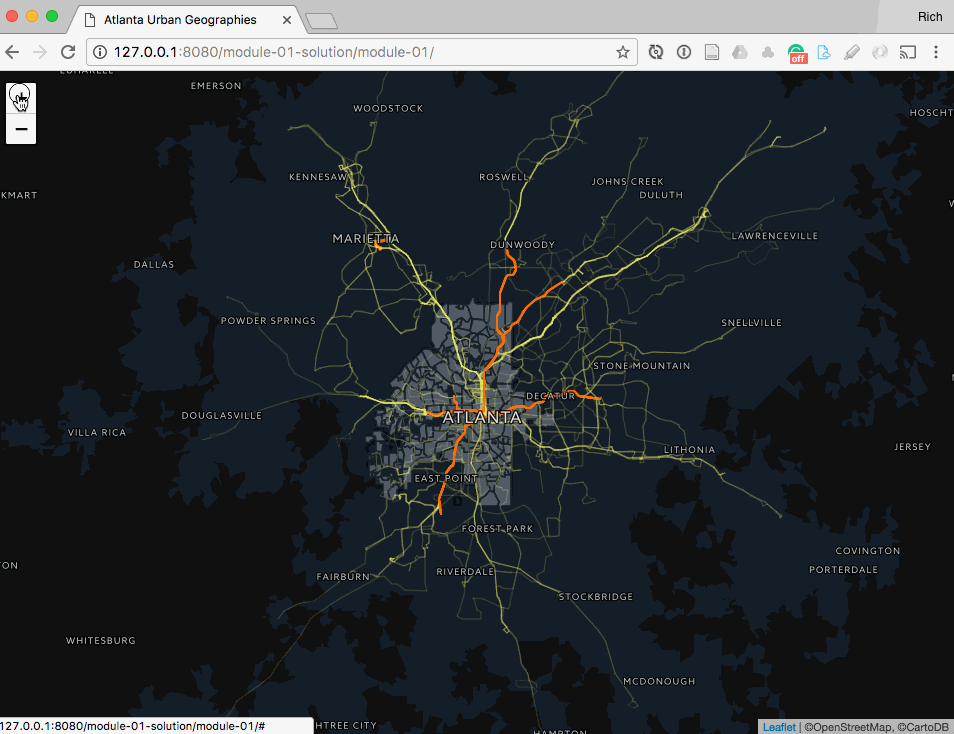 Atlanta Urban Geographies
Rich
127.0.0.1:8080/module-01-solution/module-01/
off
EMERSON
WOODSTOCK
HOSCHT
KENNESAW
ROSWELL
JOHNS CREEK
DULUTH
KMART
MARIETTA
DUNWOODY
LAWRENCEVILLE
DALLAS
POWDER SPRINGS
SNELLVILLE
STONE MOUNTAIN
DECATUR
DOUGLASVILLE
ATLANTA
VILLA RICA
LITHONIA
JERSEY
EAST POINT
FOREST PARK
COVINGTON
ON
PORTERDALE
FAIRBURN
RIVERDALE
STOCKBRIDGE
WHITESBURG
MCDONOUGH
127.0.0.1:8080/module-01-solution/module-01/#
HTREE CITY
Leaflet | ©OpenStreetMap, ©CartoDB